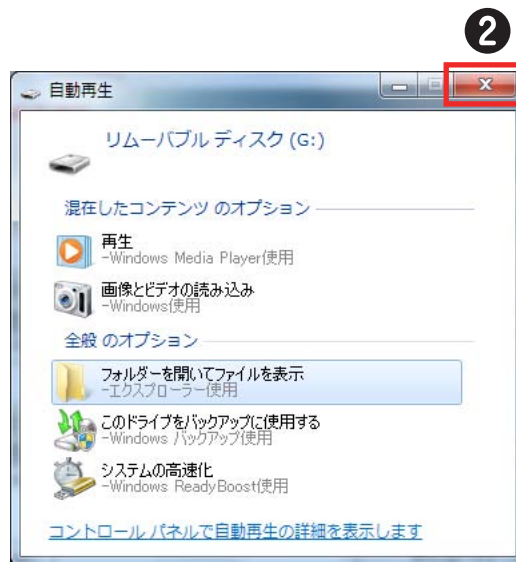 ❷
自動再生
リムーバブル ディスク (G:)
混在したコンテンツ のオプション
再生
-Windows Media Player使用
画像とビデオの読み込み
-Windows使用
全般 のオプション
フォルダーを開いてファイルを表示
-エクスプローラー使用
このドライブをバックアップに使用する
-Windows バックアップ使用
システムの高速化
-Windows ReadyBoost使用
コントロール パネルで自動再生の詳細を表示します